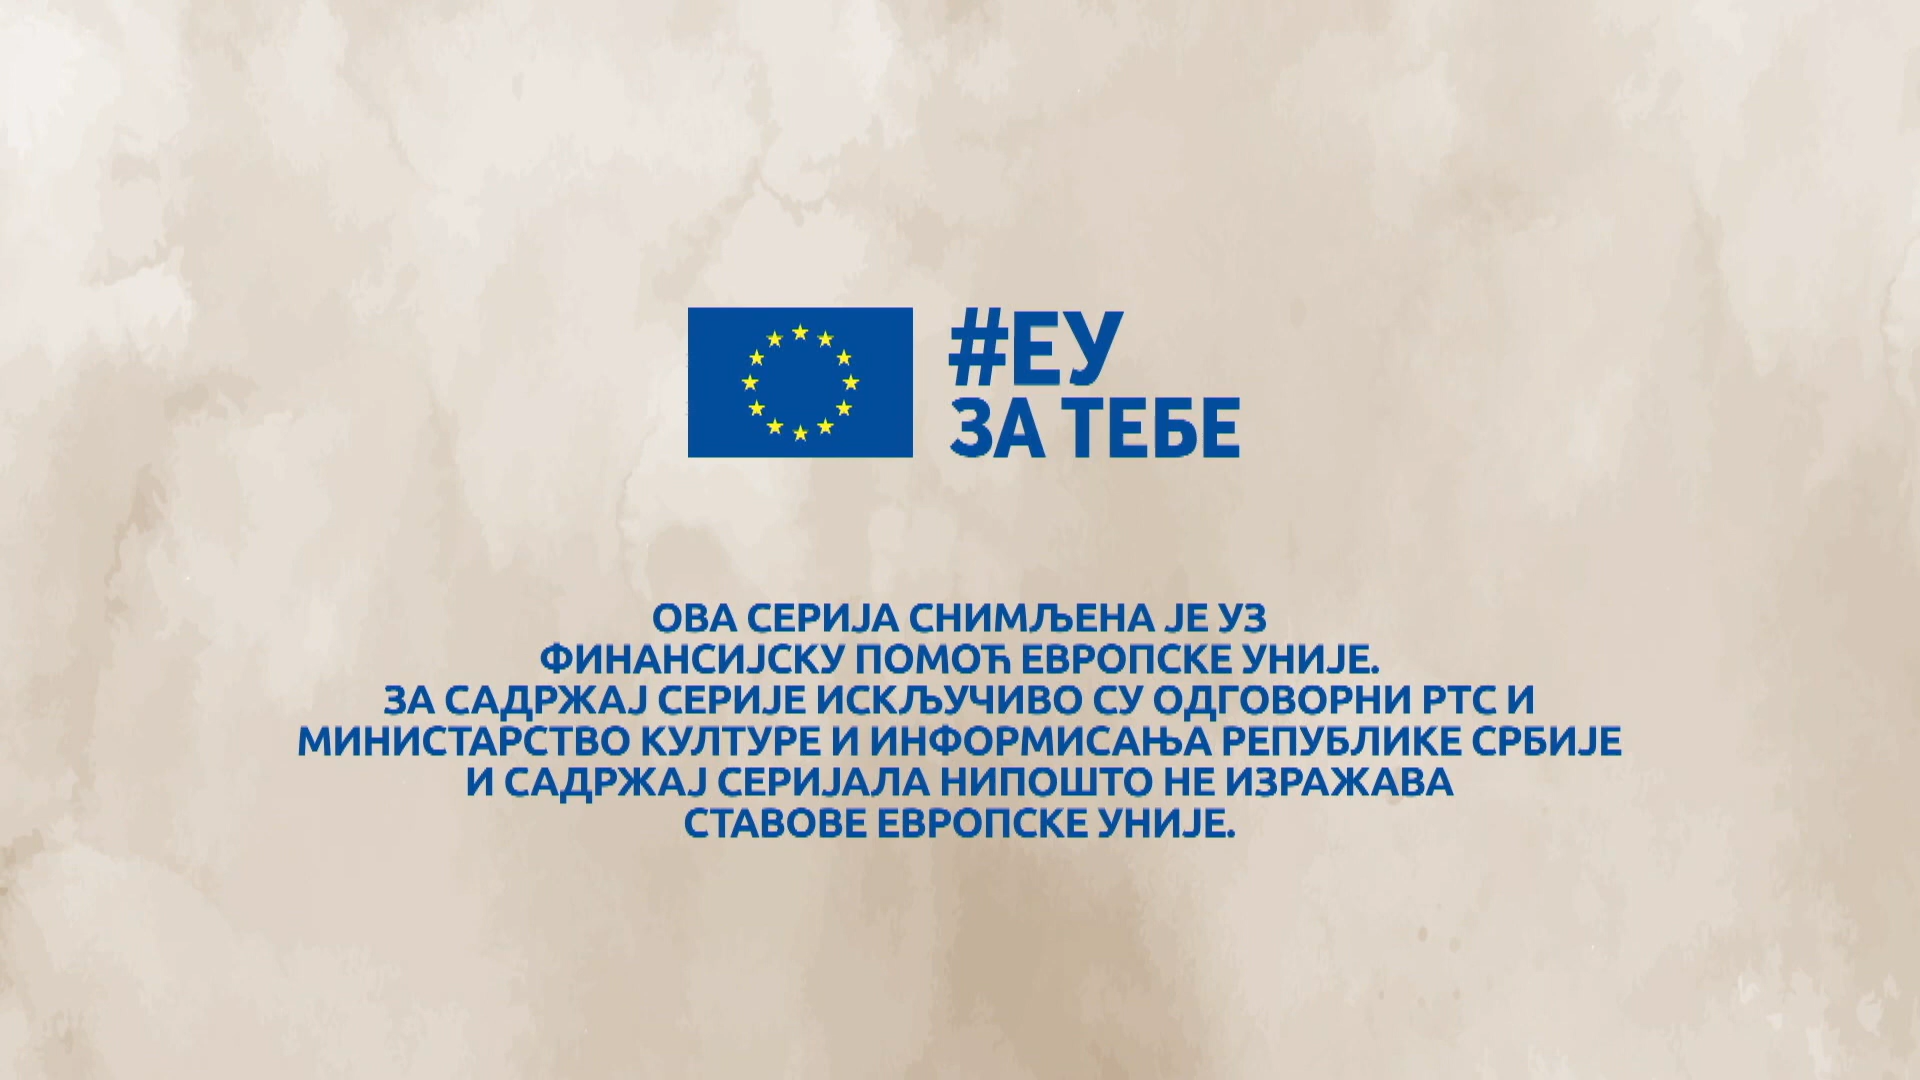 #ЕУ
ЗА ТЕБЕ
ОВА СЕРИЈА СНИМЉЕНА ЈЕ УЗ
ФИНАНСИЈСКУ ПОМОЋ ЕВРОПСКЕ УНИЈЕ.
ЗА САДРЖАЈ СЕРИЈЕ ИСКЉУЧИВО СУ ОДГОВОРНИ РТС И
МИНИСТАРСТВО КУЛТУРЕ И ИНФОРМИСАЊА РЕПУБЛИКЕ СРБИЈЕ
И САДРЖАЈ СЕРИЈАЛА НИПОШТО НЕ ИЗРАЖАВА
СТАВОВЕ ЕВРОПСКЕ УНИЈЕ.